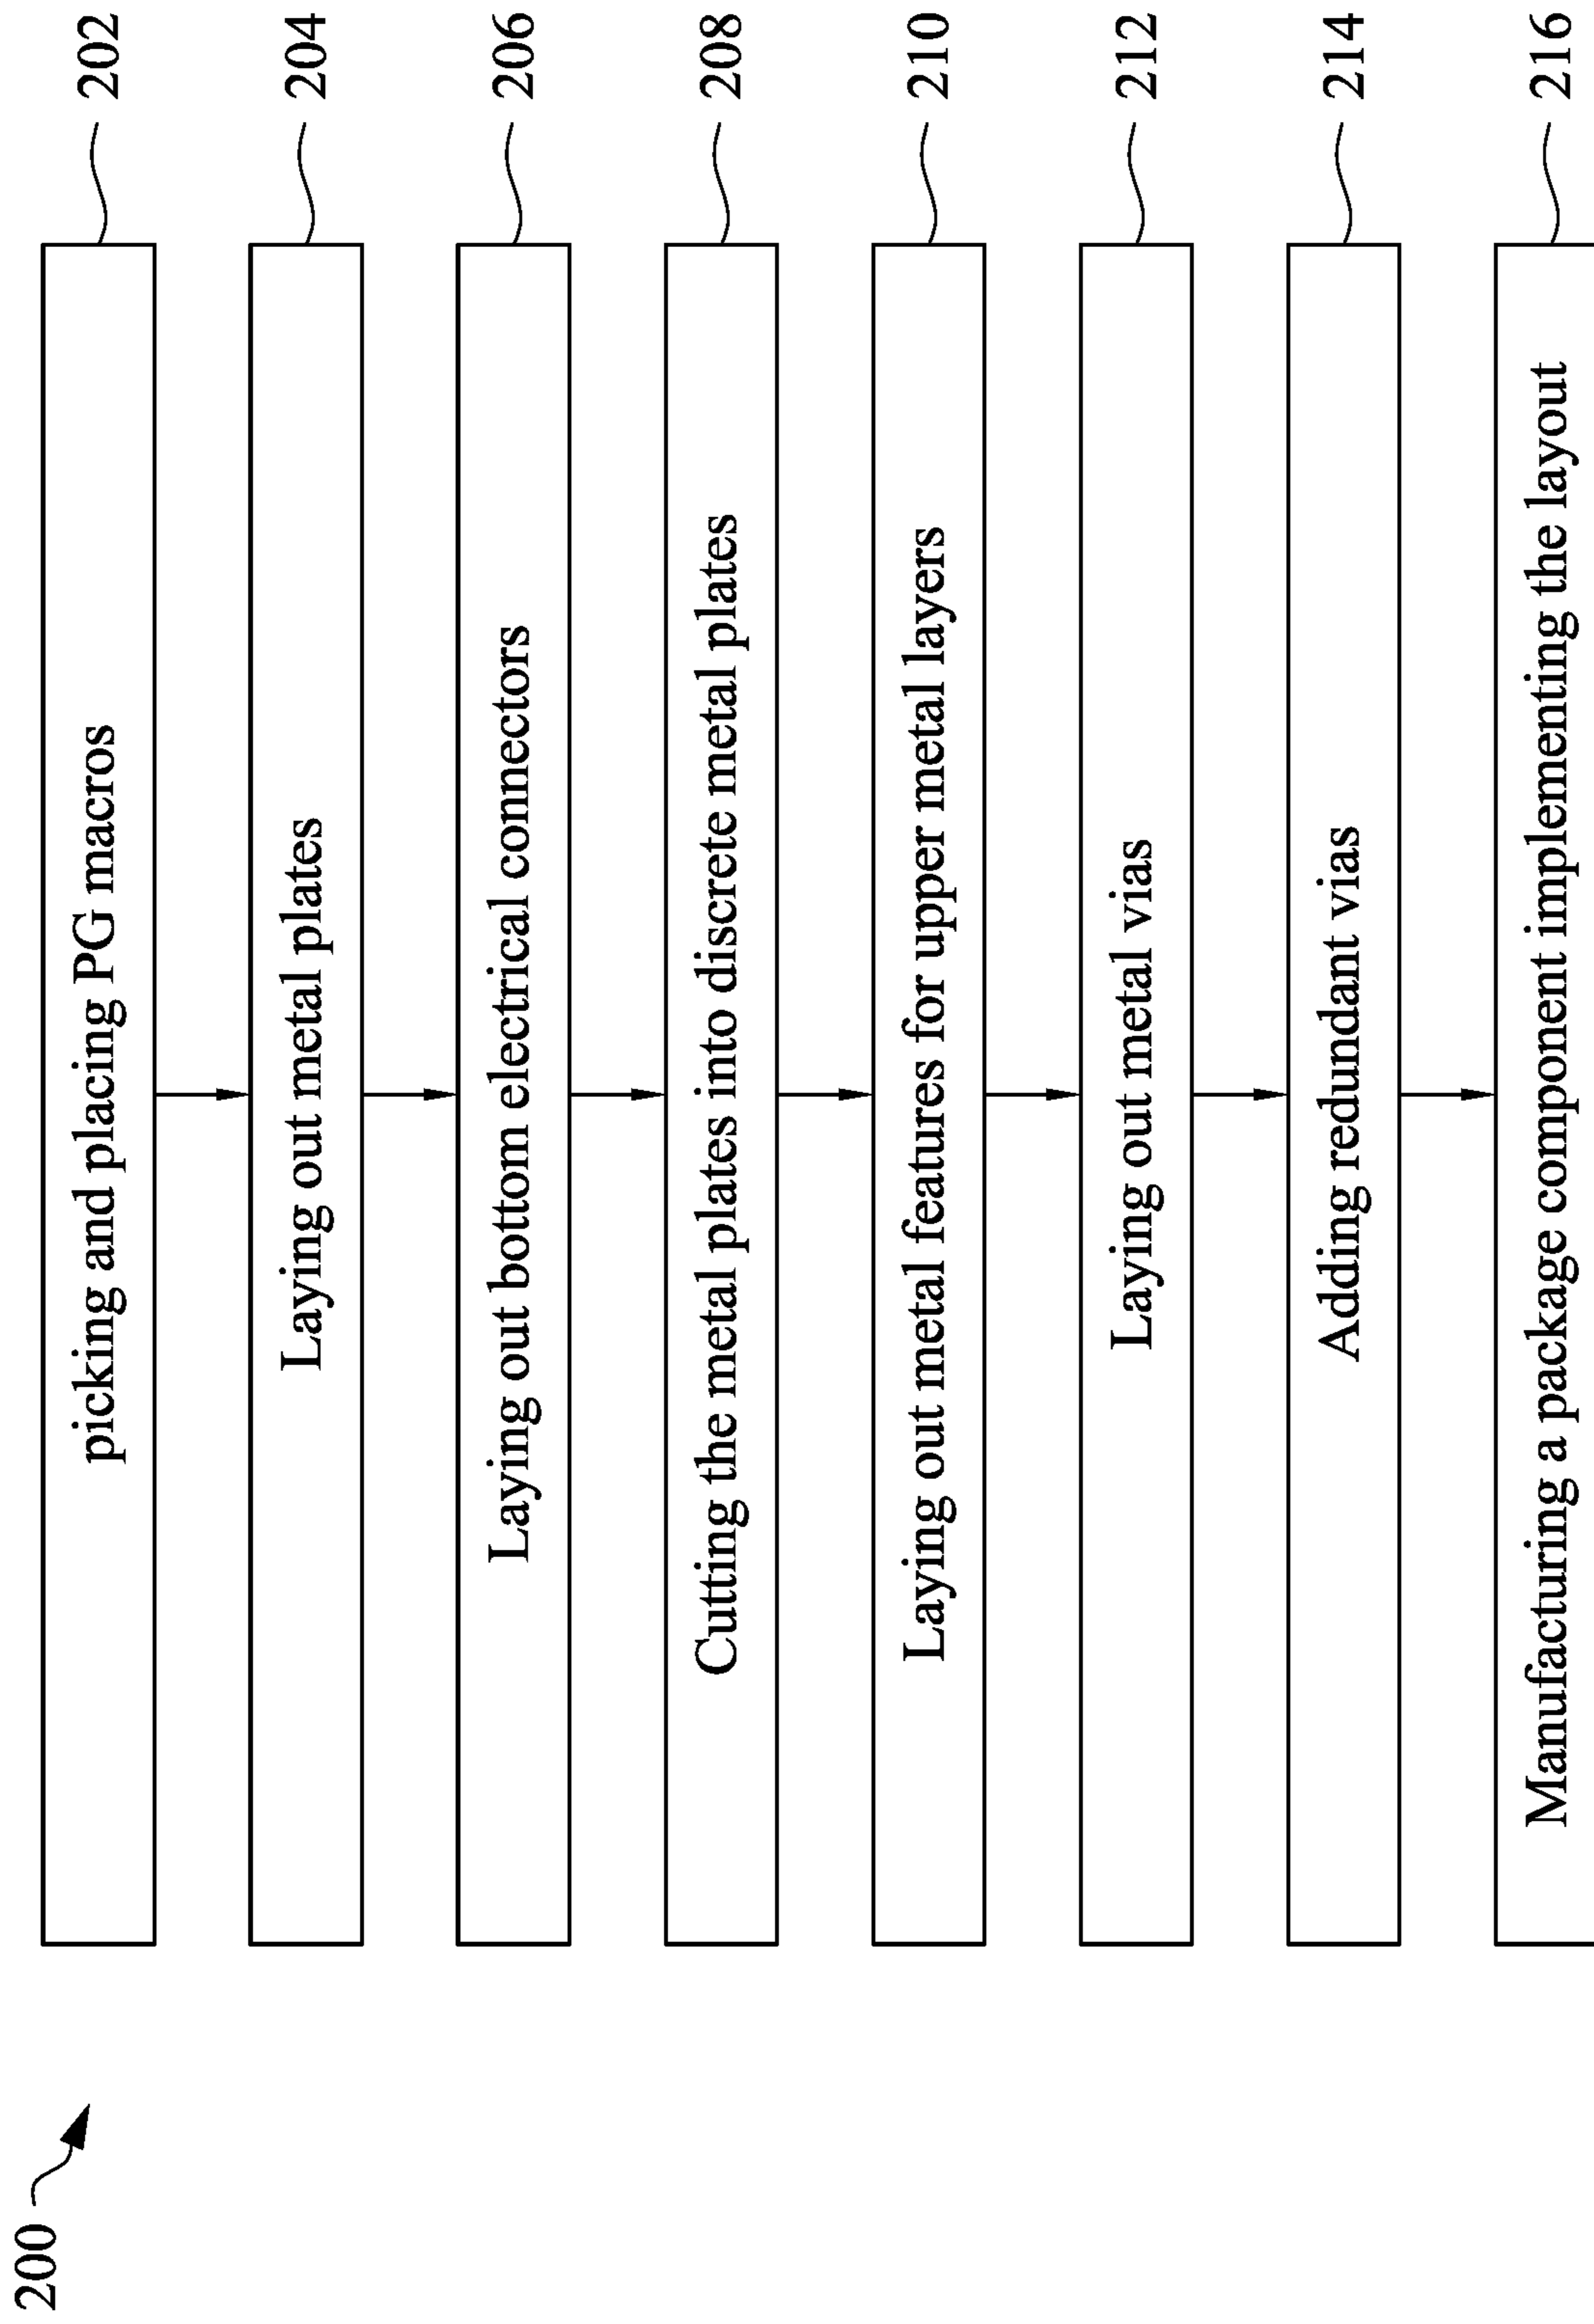 200
picking and placing PG macros
202
Laying out metal plates
204
Laying out bottom electrical connectors
206
Cutting the metal plates into discrete metal plates
208
Laying out metal features for upper metal layers
210
Laying out metal vias
212
Adding redundant vias
214
Manufacturing a package component implementing the layout
216